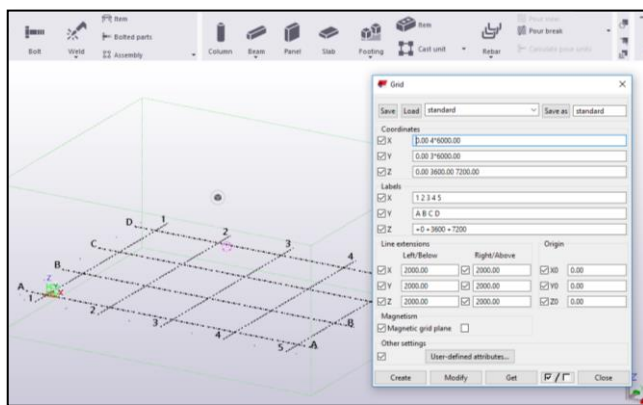 Item
Bolted parts
Bolt Weld Assembly
Column Beam Panel Slab Footing
Item
Cast unit
Rebar
Pour view
Pour break
Calculate pour units
Grid
Save Load standard Save as standard
Coordinates
X 0.00 4*6000.00
Y 0.00 3*6000.00
Z 0.00 3600.00 7200.00
Labels
X 1 2 3 4 5
Y A B C D
Z +0 +3600 +7200
Line extensions Origin
Left/Below Right/Above
X 2000.00 2000.00 X0 0.00
Y 2000.00 2000.00 Y0 0.00
Z 2000.00 2000.00 Z0 0.00
Magnetism
Magnetic grid plane
Other settings
User-defined attributes...
Create Modify Get Close
D 1
2
C 3
B 4
A
1 2 3 4 5 A
B
Z
X
Z